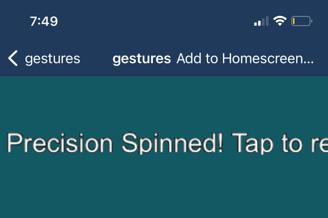 7:49
gestures gestures Add to Homescreen...
Precision Spinned! Tap to re